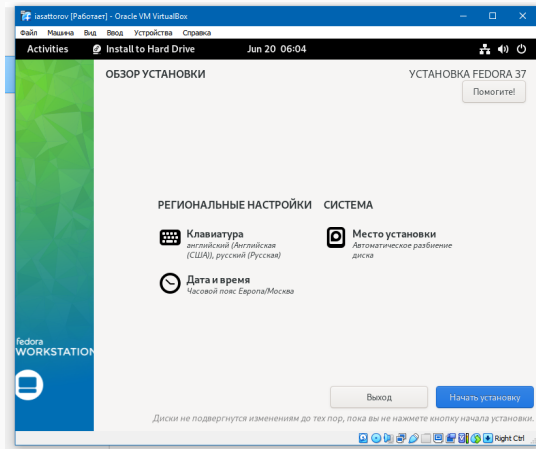 iasattorov [Работает] - Oracle VM VirtualBox
Файл Машина Вид Ввод Устройства Справка
Activities Install to Hard Drive Jun 20 06:04
ОБЗОР УСТАНОВКИ
УСТАНОВКА FEDORA 37
Помогите!
РЕГИОНАЛЬНЫЕ НАСТРОЙКИ
Клавиатура
английский (Английская
(США)), русский (Русская)
Дата и время
Часовой пояс Европа/Москва
СИСТЕМА
Место установки
Автоматическое разбиение
диска
fedora
WORKSTATION
Выход
Начать установку
Диски не подвергнутся изменениям до тех пор, пока вы не нажмете кнопку начала установки.
Right Ctrl